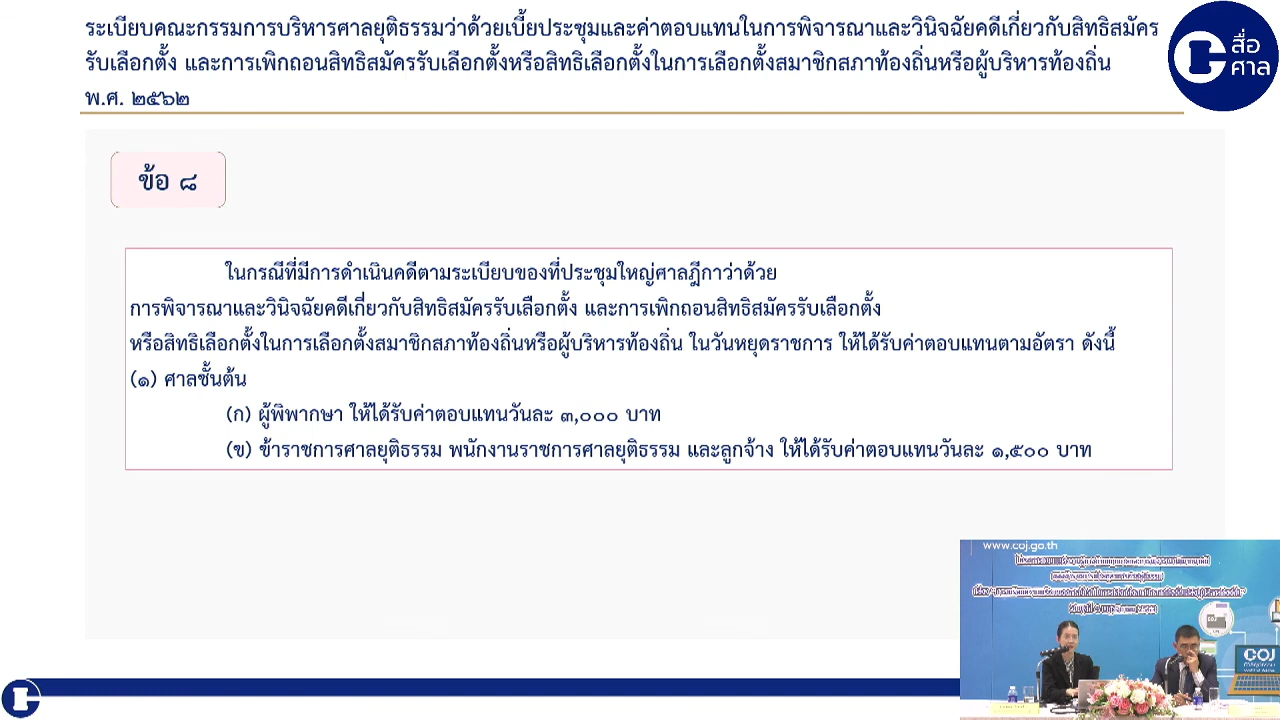 ระเบียบคณะกรรมการบริหารศาลยุติธรรมว่าด้วยเบี้ยประชุมและค่าตอบแทนในการพิจารณาและวินิจฉัยคดีเกี่ยวกับสิทธิสมัคร
รับเลือกตั้ง และการเพิกถอนสิทธิสมัครรับเลือกตั้งหรือสิทธิเลือกตั้งในการเลือกตั้งสมาชิกสภาท้องถิ่นหรือผู้บริหารท้องถิ่น
พ.ศ. ๒๕๖๒
สื่อ
ศาล
ข้อ ๘
ในกรณีที่มีการดำเนินคดีตามระเบียบของที่ประชุมใหญ่ศาลฎีกาว่าด้วย
การพิจารณาและวินิจฉัยคดีเกี่ยวกับสิทธิสมัครรับเลือกตั้ง และการเพิกถอนสิทธิสมัครรับเลือกตั้ง
หรือสิทธิเลือกตั้งในการเลือกตั้งสมาชิกสภาท้องถิ่นหรือผู้บริหารท้องถิ่น ในวันหยุดราชการ ให้ได้รับค่าตอบแทนตามอัตรา ดังนี้
(๑) ศาลชั้นต้น
(ก) ผู้พิพากษา ให้ได้รับค่าตอบแทนวันละ ๓,๐๐๐ บาท
(ข) ข้าราชการศาลยุติธรรม พนักงานราชการศาลยุติธรรม และลูกจ้าง ให้ได้รับค่าตอบแทนวันละ ๑,๕๐๐ บาท
www.coj.go.th
COJ